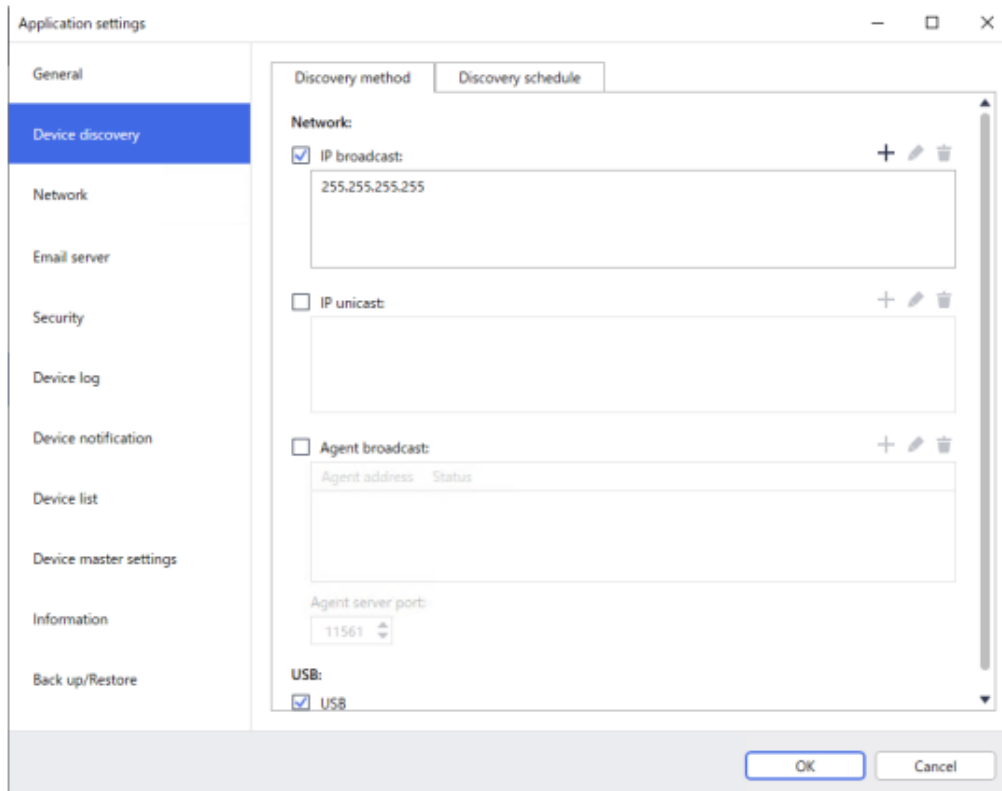 Application settings
General
Device discovery
Network
Email server
Security
Device log
Device notification
Device list
Device master settings
Information
Back up/Restore
Discovery method
Discovery schedule
Network:
IP broadcast:
255.255.255.255
IP unicast:
Agent broadcast:
Agent address Status
Agent server port:
11561
USB:
USB
OK
Cancel